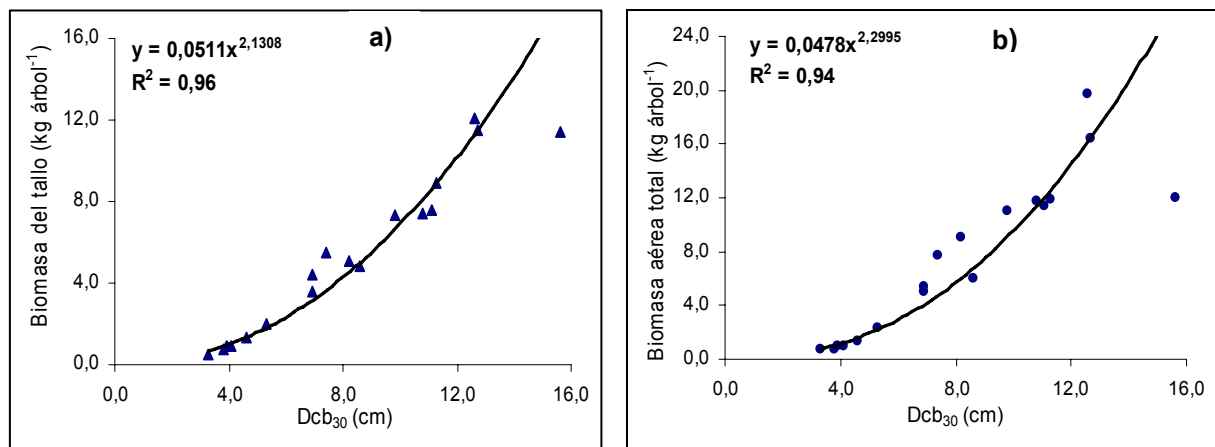 a)
y = 0,0511x^2,1308
R² = 0,96
Biomasa del tallo (kg árbol⁻¹)
16,0
12,0
8,0
4,0
0,0
0,0 4,0 8,0 12,0 16,0
Dcb₃₀ (cm)
b)
y = 0,0478x^2,2995
R² = 0,94
Biomasa aérea total (kg árbol⁻¹)
24,0
20,0
16,0
12,0
8,0
4,0
0,0
0,0 4,0 8,0 12,0 16,0
Dcb₃₀ (cm)